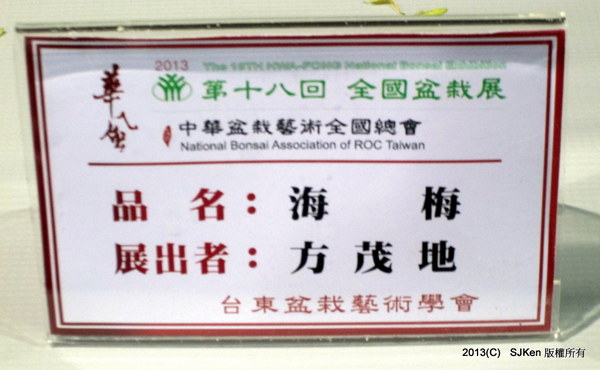 2013 The 18TH HWA-FONG National Bonsai Exhibition
華風
第十八回 全國盆栽展
中華盆栽藝術全國總會
National Bonsai Association of ROC Taiwan
品名：海梅
展出者：方茂地
台東盆栽藝術學會
2013(C) SJKen 版權所有